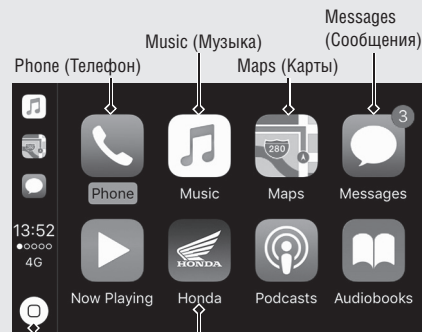 Messages
(Сообщения)
Music (Музыка)
Phone (Телефон)
Maps (Карты)
280
3
Phone
Music
Maps
Messages
13:52
4G
HONDA
Now Playing
Honda
Podcasts
Audiobooks